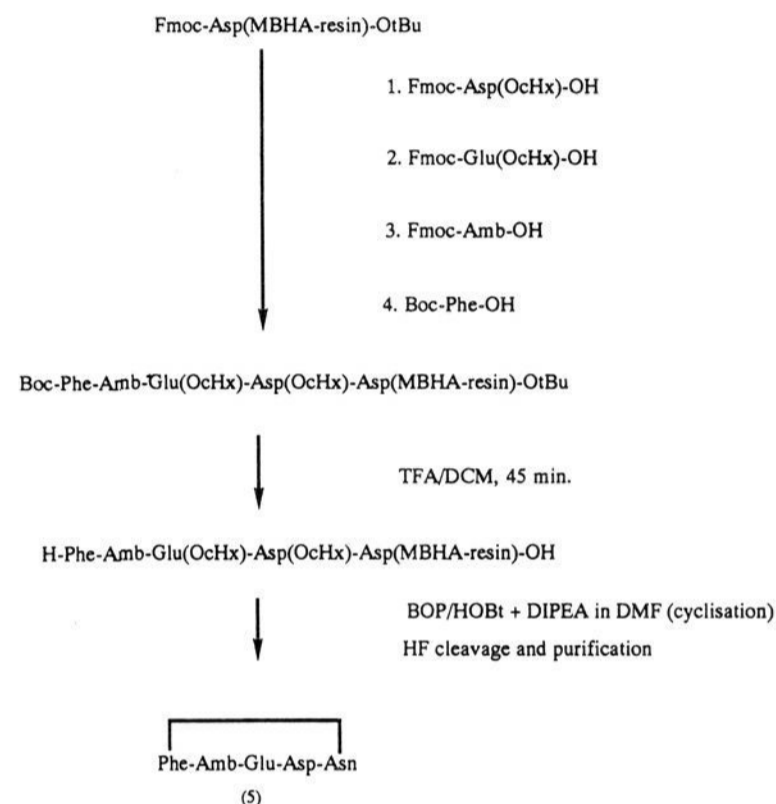 Fmoc-Asp(MBHA-resin)-OtBu
1. Fmoc-Asp(OcHx)-OH
2. Fmoc-Glu(OcHx)-OH
3. Fmoc-Amb-OH
4. Boc-Phe-OH
Boc-Phe-Amb-Glu(OcHx)-Asp(OcHx)-Asp(MBHA-resin)-OtBu
TFA/DCM, 45 min.
H-Phe-Amb-Glu(OcHx)-Asp(OcHx)-Asp(MBHA-resin)-OH
BOP/HOBt + DIPEA in DMF (cyclisation)
HF cleavage and purification
Phe-Amb-Glu-Asp-Asn
(5)